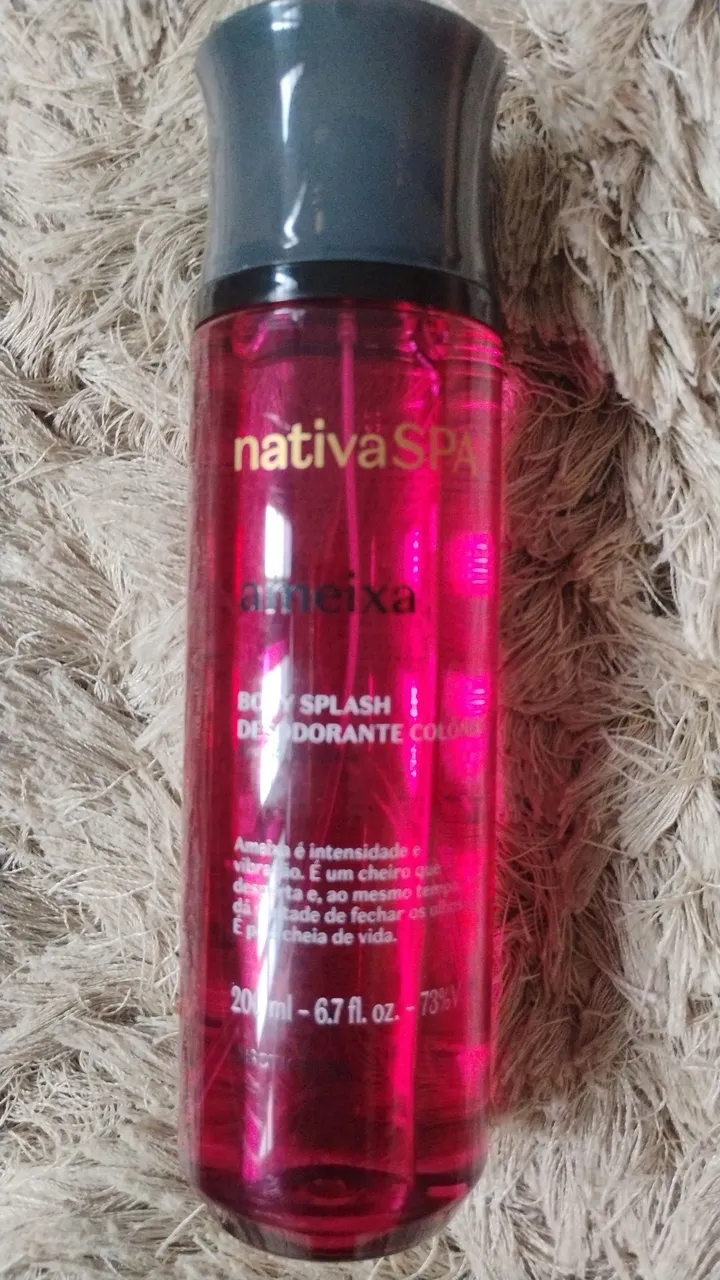 nativaSPA
ameixa
BODY SPLASH
DESODORANTE COLÔNIA
Ameixa é intensidade e
vibração. É um cheiro que
desperta e, ao mesmo tempo,
dá vontade de fechar os olhos.
É pele cheia de vida.
200 ml - 6.7 fl. oz. - 73%V